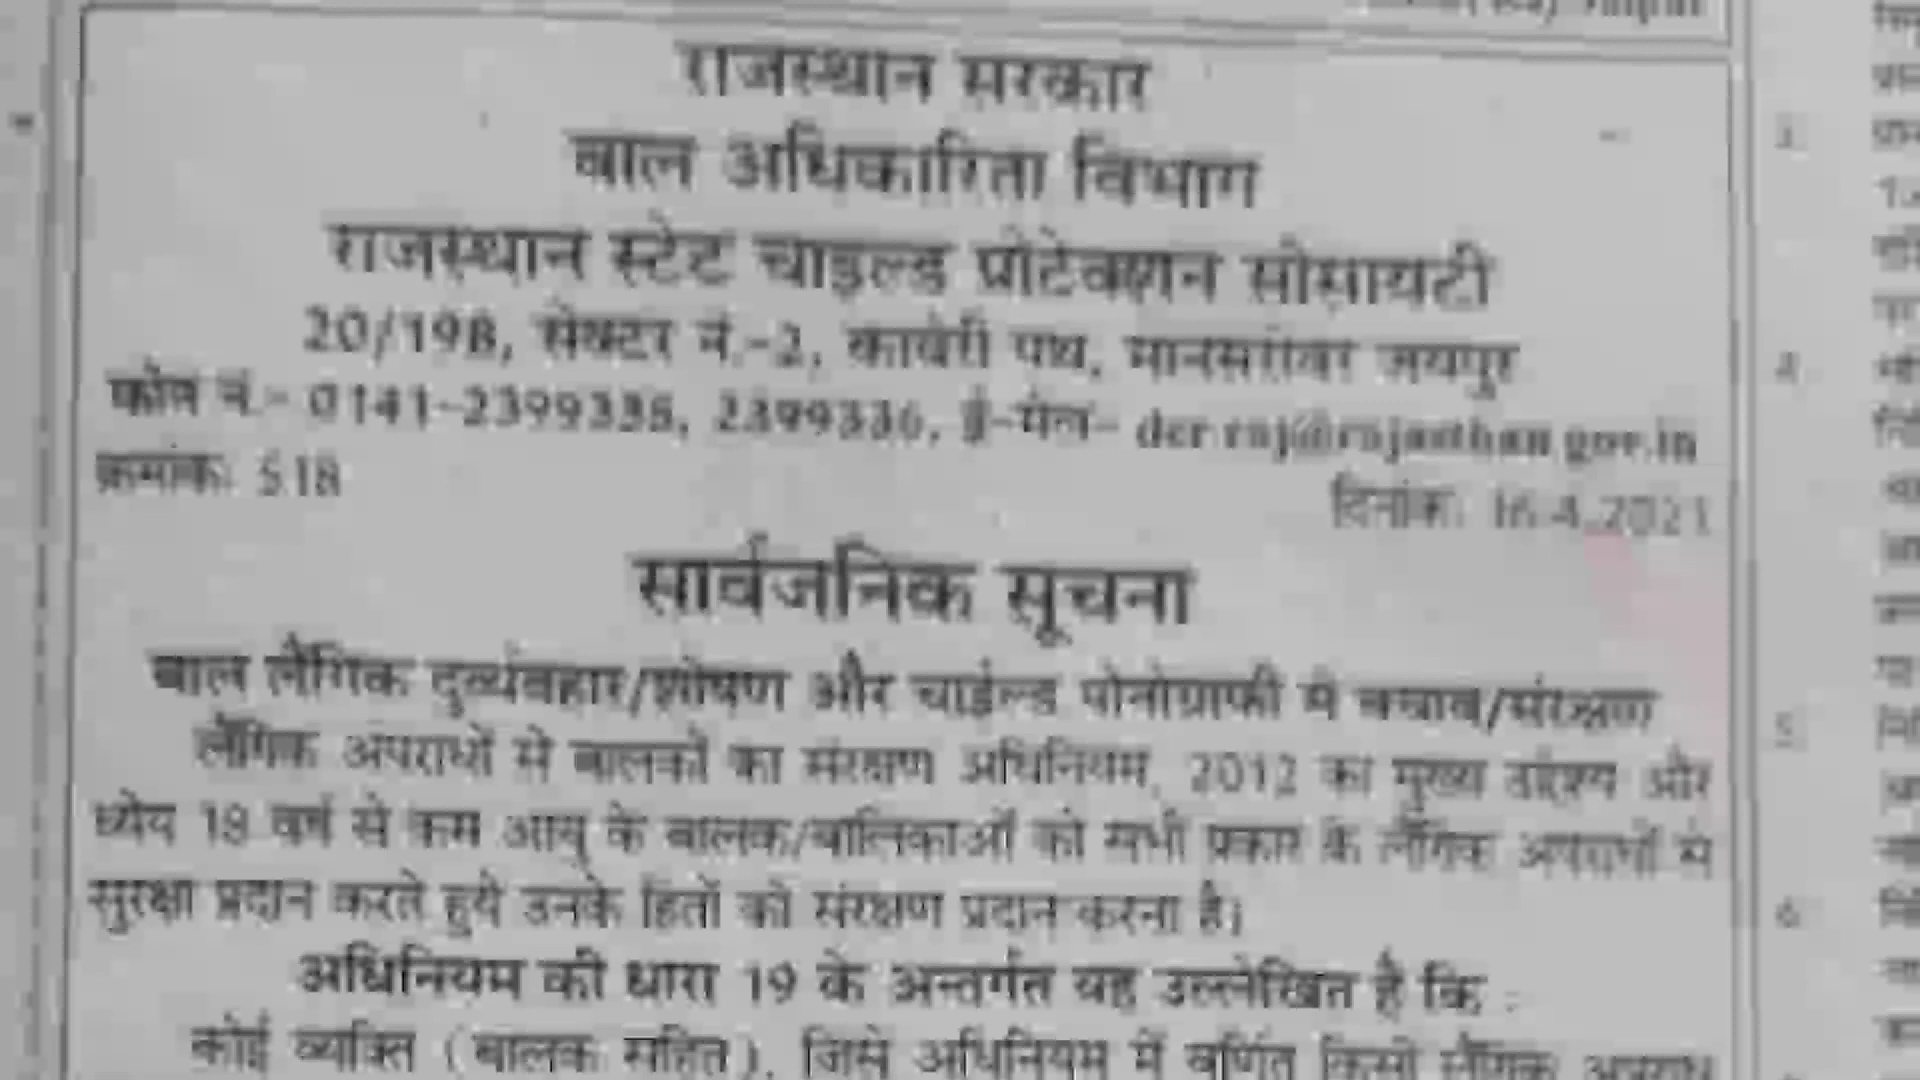 राजस्थान सरकार
बाल अधिकारिता विभाग
राजस्थान स्टेट चाइल्ड प्रोटेक्शन सोसायटी
20/198, सेक्टर नं.-2, कावेरी पथ, मानसरोवर जयपुर
फोन नं.- 0141-2399335, 2399336, ई-मेल- dcr.raj@rajasthan.gov.in
क्रमांक: 518
दिनांक: 16.4.2021
सार्वजनिक सूचना
बाल लैंगिक दुर्व्यवहार/शोषण और चाईल्ड पोनोग्राफी से बचाव/संरक्षण
लैंगिक अपराधों से बालकों का संरक्षण अधिनियम, 2012 का मुख्य उद्देश्य और
ध्येय 18 वर्ष से कम आयु के बालक/बालिकाओं को सभी प्रकार के लैंगिक अपराधों से
सुरक्षा प्रदान करते हुये उनके हितों को संरक्षण प्रदान करना है।
अधिनियम की धारा 19 के अन्तर्गत यह उल्लेखित है कि :
कोई व्यक्ति (बालक सहित), जिसे अधिनियम में वर्णित किसी लैंगिक अपराध